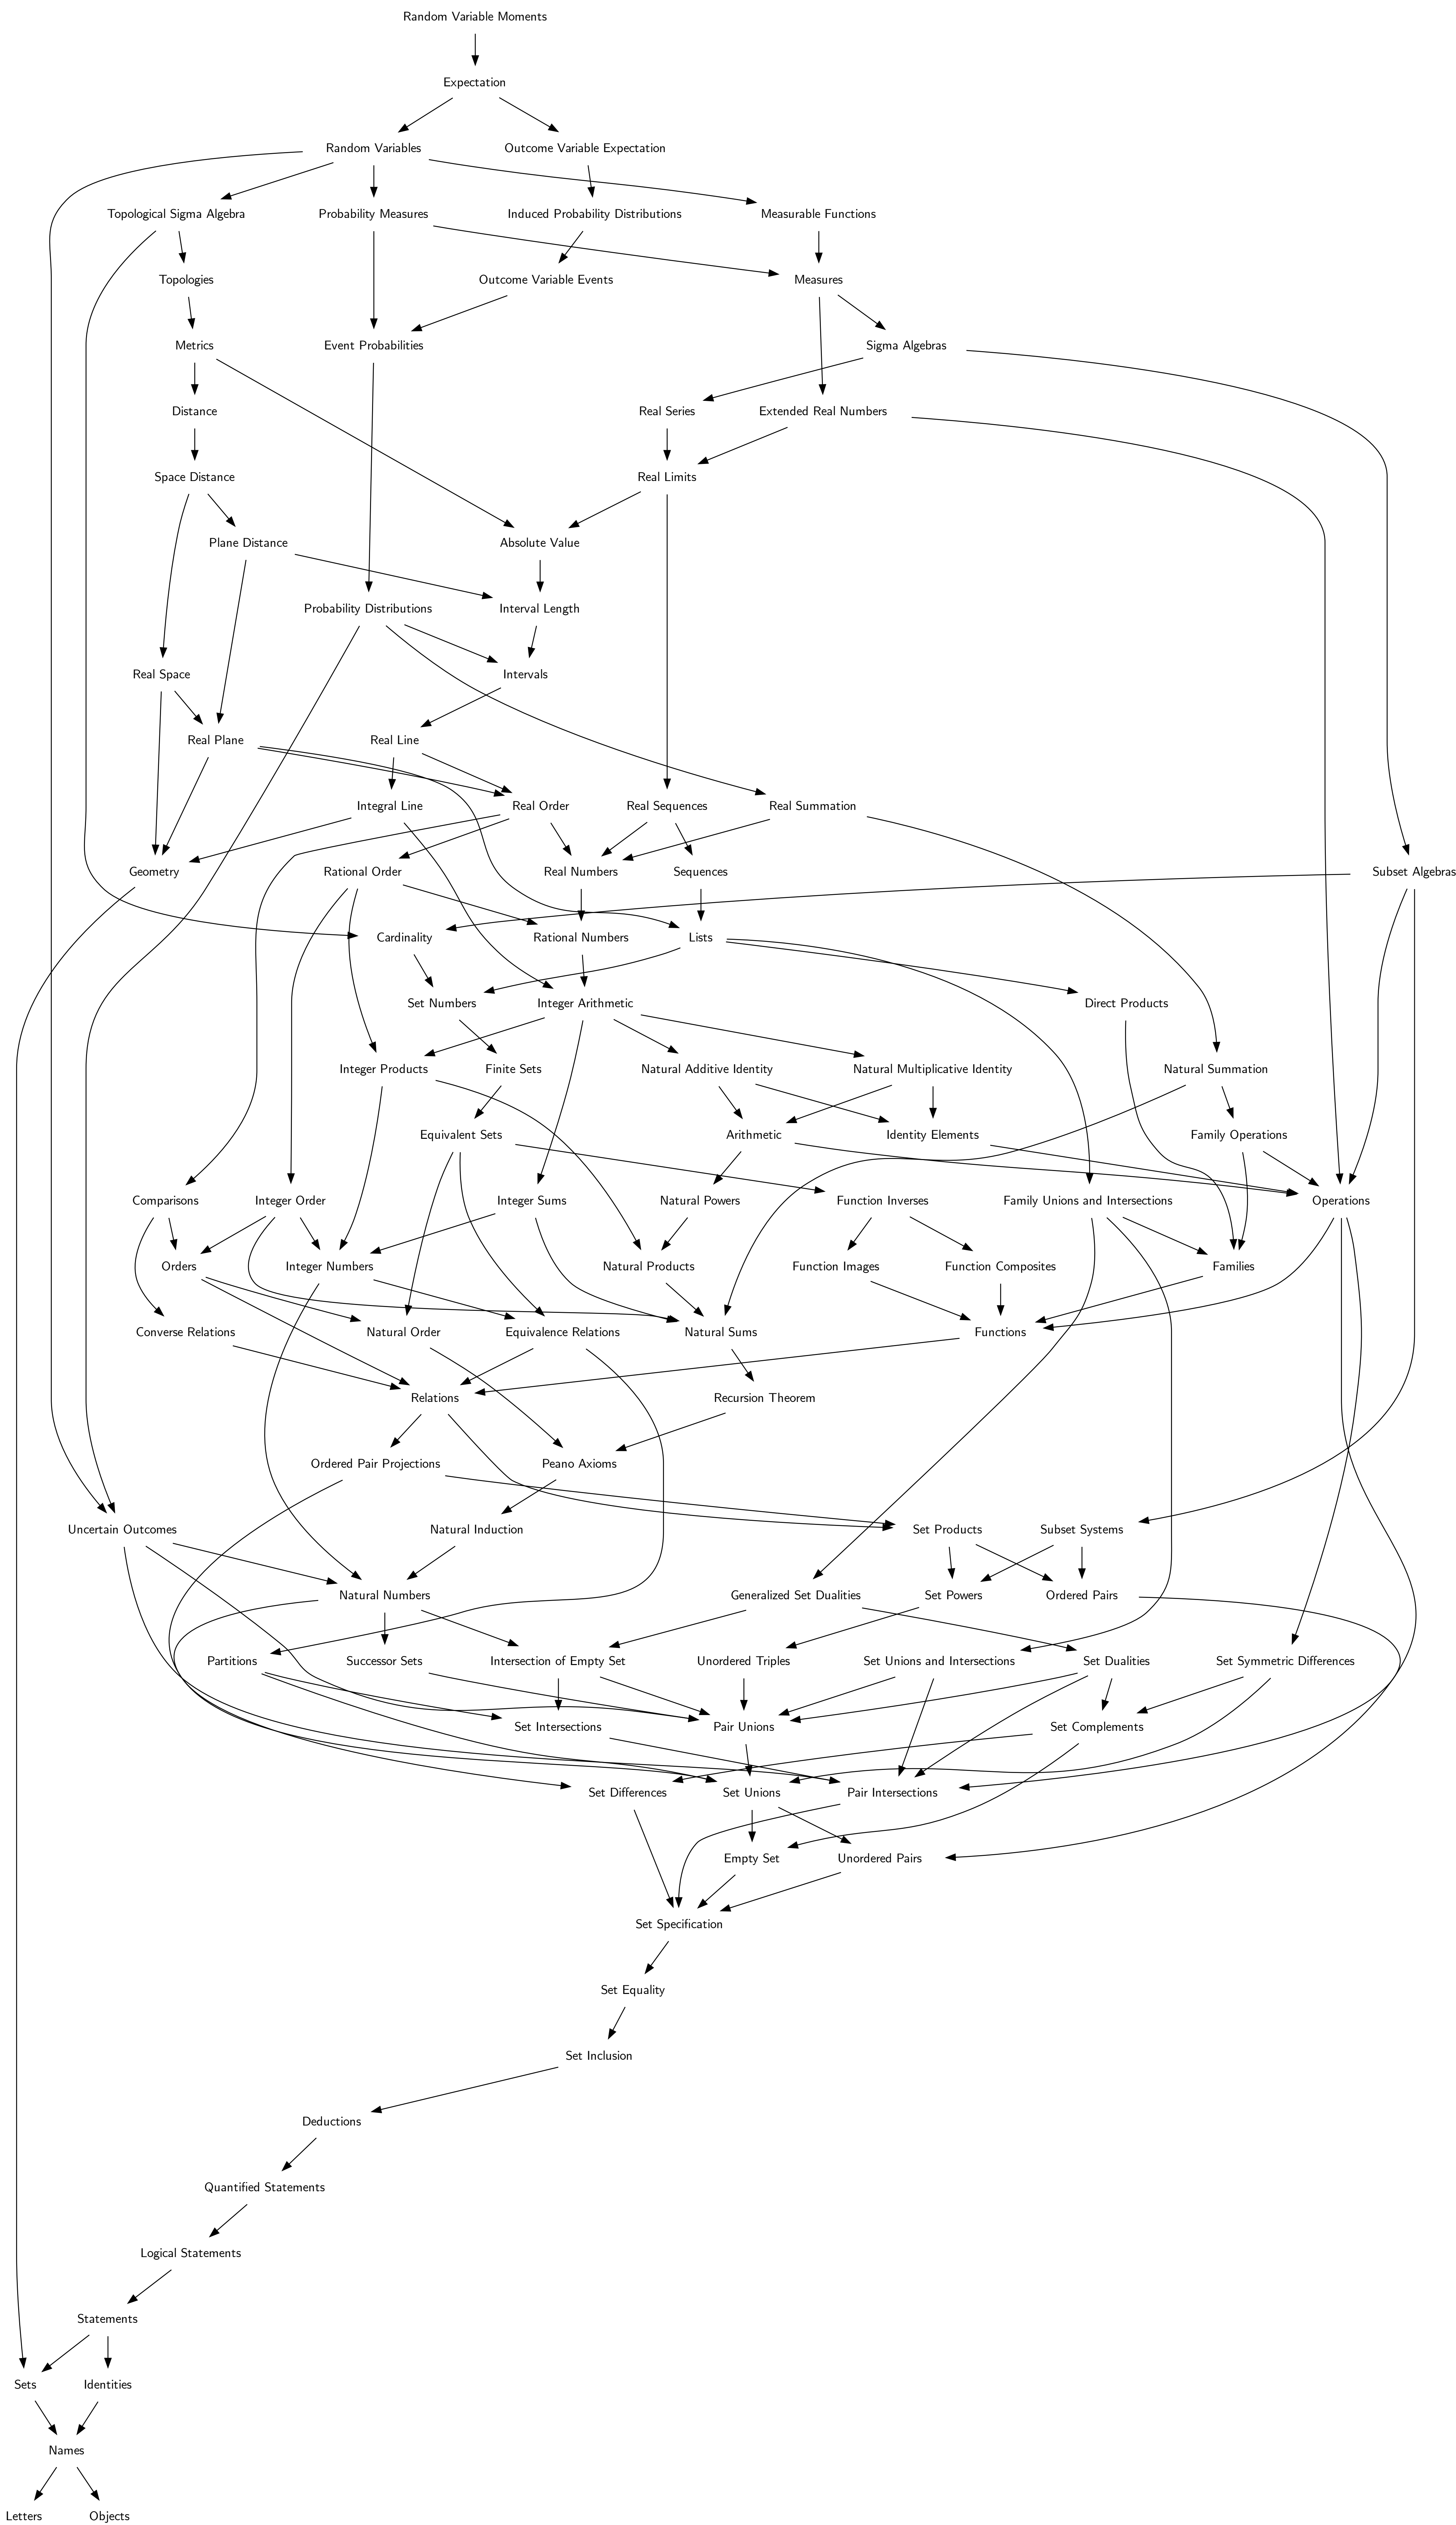 Random Variable Moments
Expectation
Random Variables
Outcome Variable Expectation
Topological Sigma Algebra
Probability Measures
Induced Probability Distributions
Measurable Functions
Topologies
Outcome Variable Events
Measures
Metrics
Event Probabilities
Sigma Algebras
Distance
Real Series
Extended Real Numbers
Space Distance
Real Limits
Plane Distance
Absolute Value
Probability Distributions
Interval Length
Real Space
Intervals
Real Plane
Real Line
Integral Line
Real Order
Real Sequences
Real Summation
Geometry
Rational Order
Real Numbers
Sequences
Subset Algebras
Cardinality
Rational Numbers
Lists
Set Numbers
Integer Arithmetic
Direct Products
Integer Products
Finite Sets
Natural Additive Identity
Natural Multiplicative Identity
Natural Summation
Equivalent Sets
Arithmetic
Identity Elements
Family Operations
Comparisons
Integer Order
Integer Sums
Natural Powers
Function Inverses
Family Unions and Intersections
Operations
Orders
Integer Numbers
Natural Products
Function Images
Function Composites
Families
Converse Relations
Natural Order
Equivalence Relations
Natural Sums
Functions
Relations
Recursion Theorem
Ordered Pair Projections
Peano Axioms
Uncertain Outcomes
Natural Induction
Set Products
Subset Systems
Natural Numbers
Generalized Set Dualities
Set Powers
Ordered Pairs
Partitions
Successor Sets
Intersection of Empty Set
Unordered Triples
Set Unions and Intersections
Set Dualities
Set Symmetric Differences
Set Intersections
Pair Unions
Set Complements
Set Differences
Set Unions
Pair Intersections
Empty Set
Unordered Pairs
Set Specification
Set Equality
Set Inclusion
Deductions
Quantified Statements
Logical Statements
Statements
Sets
Identities
Names
Letters
Objects